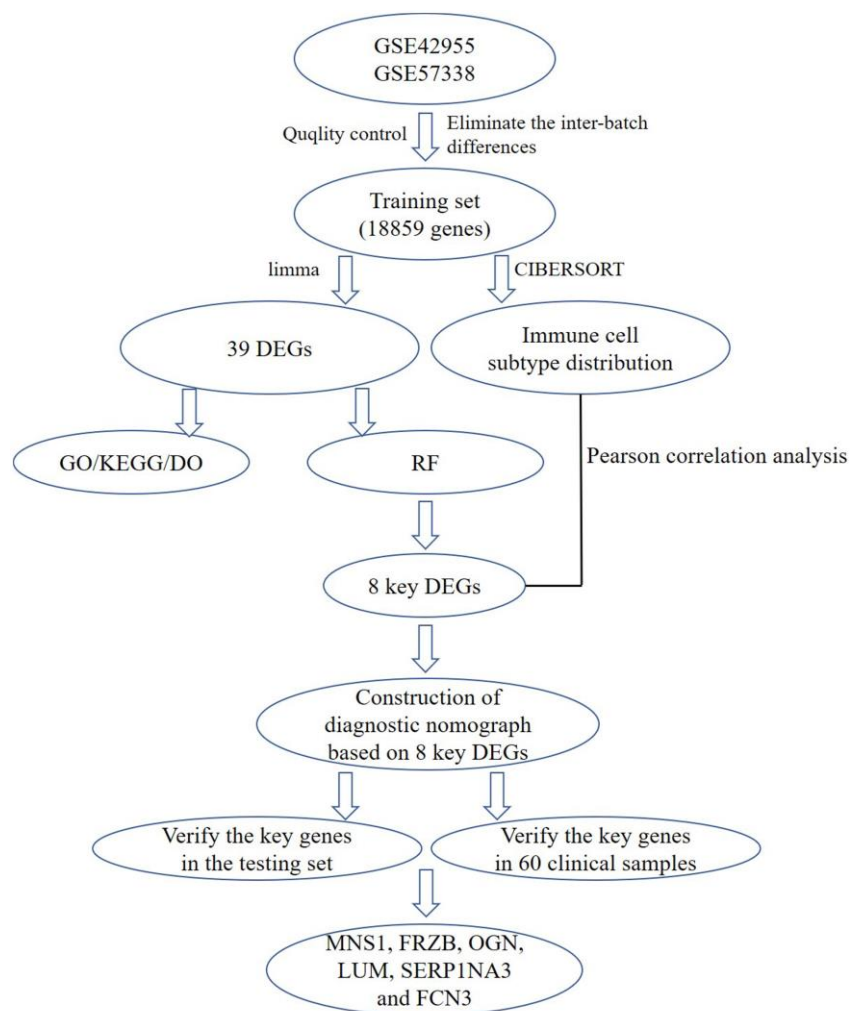 GSE42955
GSE57338
Quqlity control
Eliminate the inter-batch
differences
Training set
(18859 genes)
limma
CIBERSORT
39 DEGs
Immune cell
subtype distribution
GO/KEGG/DO
RF
Pearson correlation analysis
8 key DEGs
Construction of
diagnostic nomograph
based on 8 key DEGs
Verify the key genes
in the testing set
Verify the key genes
in 60 clinical samples
MNS1, FRZB, OGN,
LUM, SERP1NA3
and FCN3